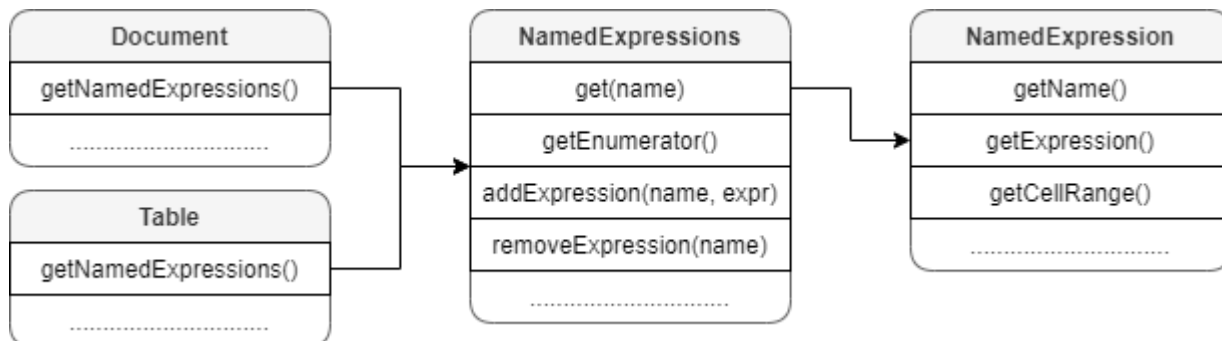 Document
getNamedExpressions()
..................................
Table
getNamedExpressions()
..................................
NamedExpressions
get(name)
getEnumerator()
addExpression(name, expr)
removeExpression(name)
..................................
NamedExpression
getName()
getExpression()
getCellRange()
..................................